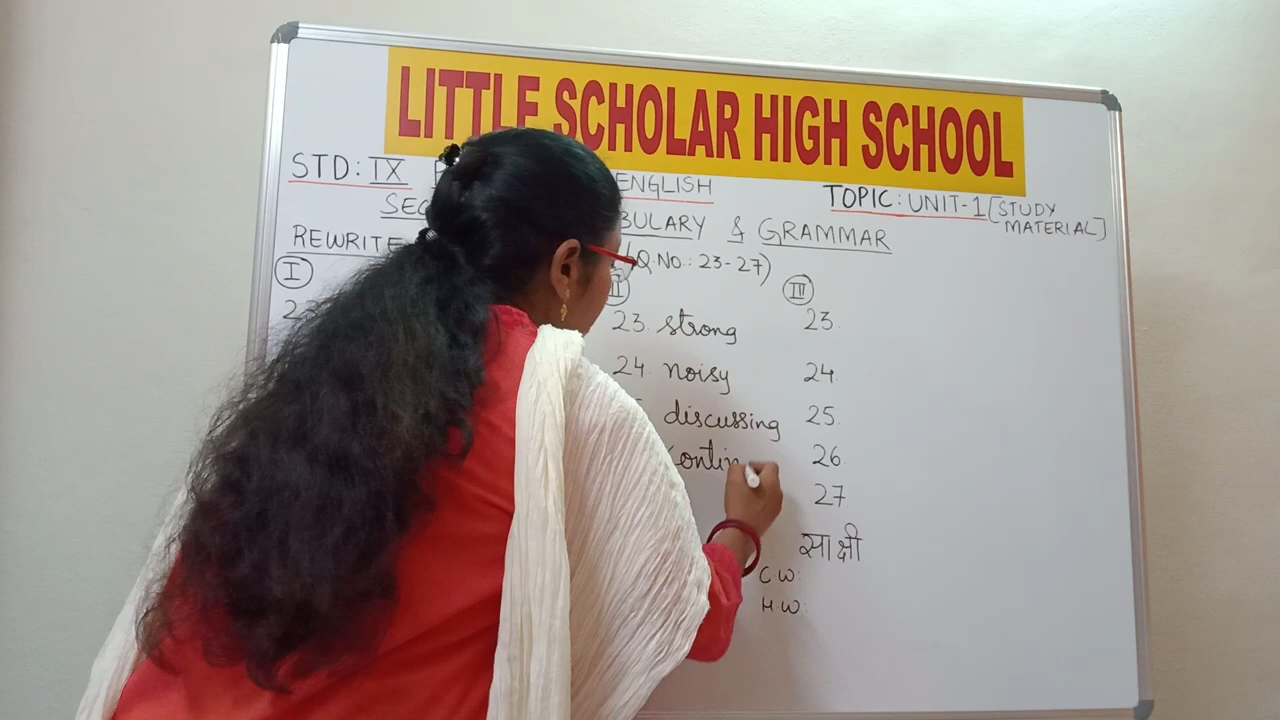 LITTLE SCHOLAR HIGH SCHOOL
STD: IX ENGLISH TOPIC: UNIT-1 [STUDY MATERIAL]
& GRAMMAR
REWRITE (Q.NO.: 23-27)
I II III
23. strong 23.
24. noisy 24.
discussing 25.
26.
27
साक्षी
C.W:
H.W: